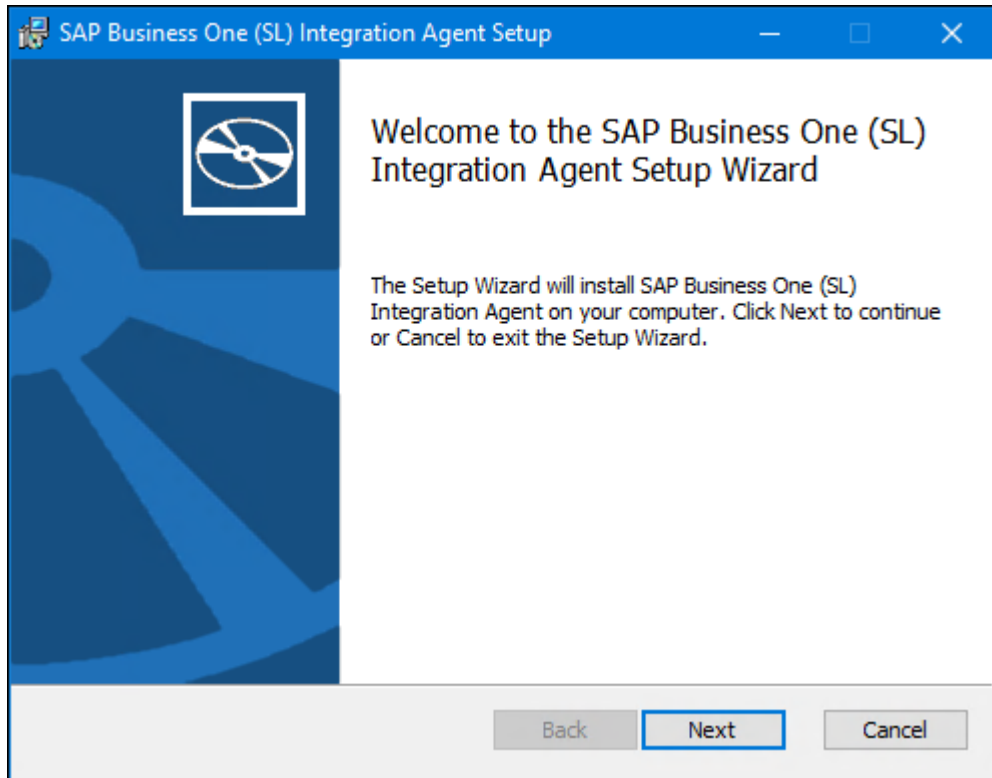 SAP Business One (SL) Integration Agent Setup
Welcome to the SAP Business One (SL)
Integration Agent Setup Wizard
The Setup Wizard will install SAP Business One (SL)
Integration Agent on your computer. Click Next to continue
or Cancel to exit the Setup Wizard.
Back Next Cancel